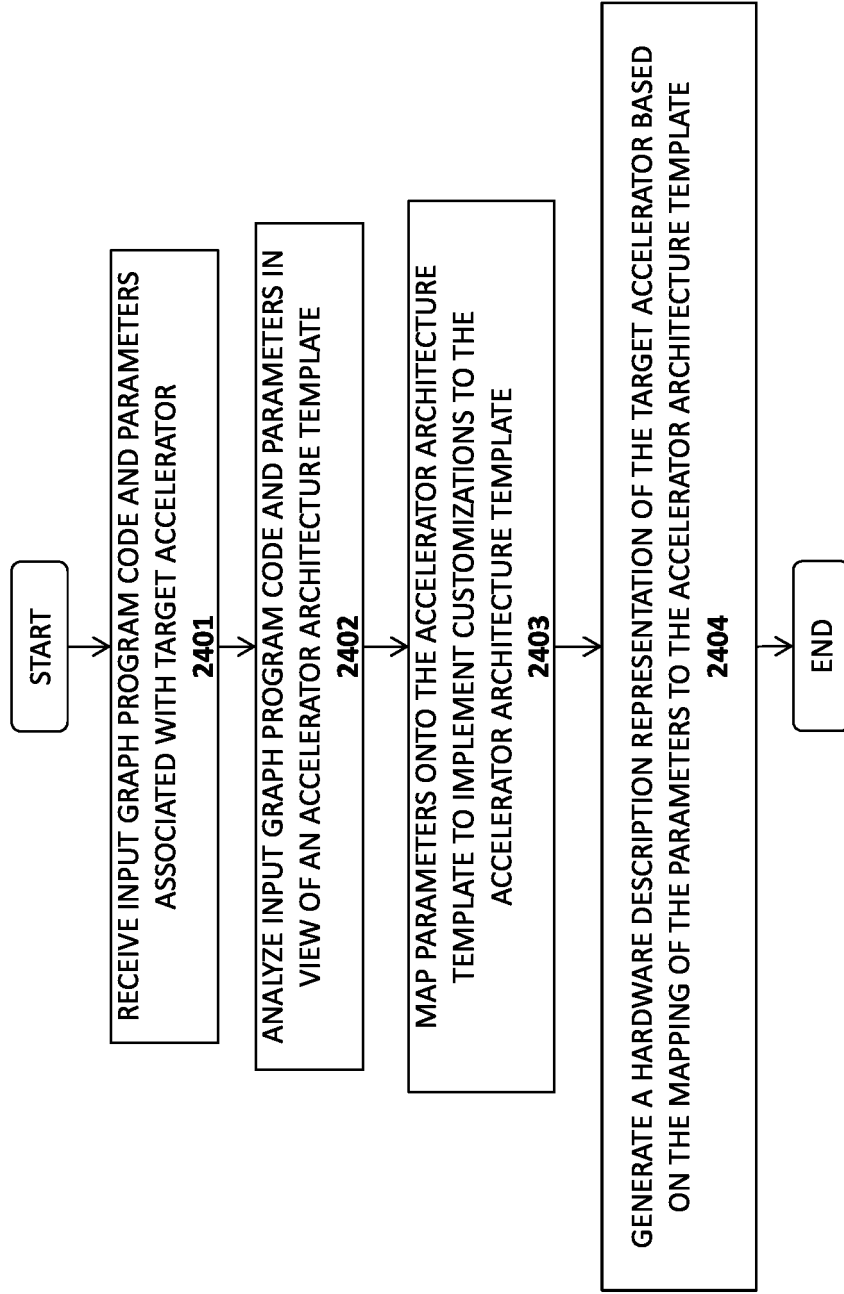 START
RECEIVE INPUT GRAPH PROGRAM CODE AND PARAMETERS
ASSOCIATED WITH TARGET ACCELERATOR
2401
ANALYZE INPUT GRAPH PROGRAM CODE AND PARAMETERS IN
VIEW OF AN ACCELERATOR ARCHITECTURE TEMPLATE
2402
MAP PARAMETERS ONTO THE ACCELERATOR ARCHITECTURE
TEMPLATE TO IMPLEMENT CUSTOMIZATIONS TO THE
ACCELERATOR ARCHITECTURE TEMPLATE
2403
GENERATE A HARDWARE DESCRIPTION REPRESENTATION OF THE TARGET ACCELERATOR BASED
ON THE MAPPING OF THE PARAMETERS TO THE ACCELERATOR ARCHITECTURE TEMPLATE
2404
END